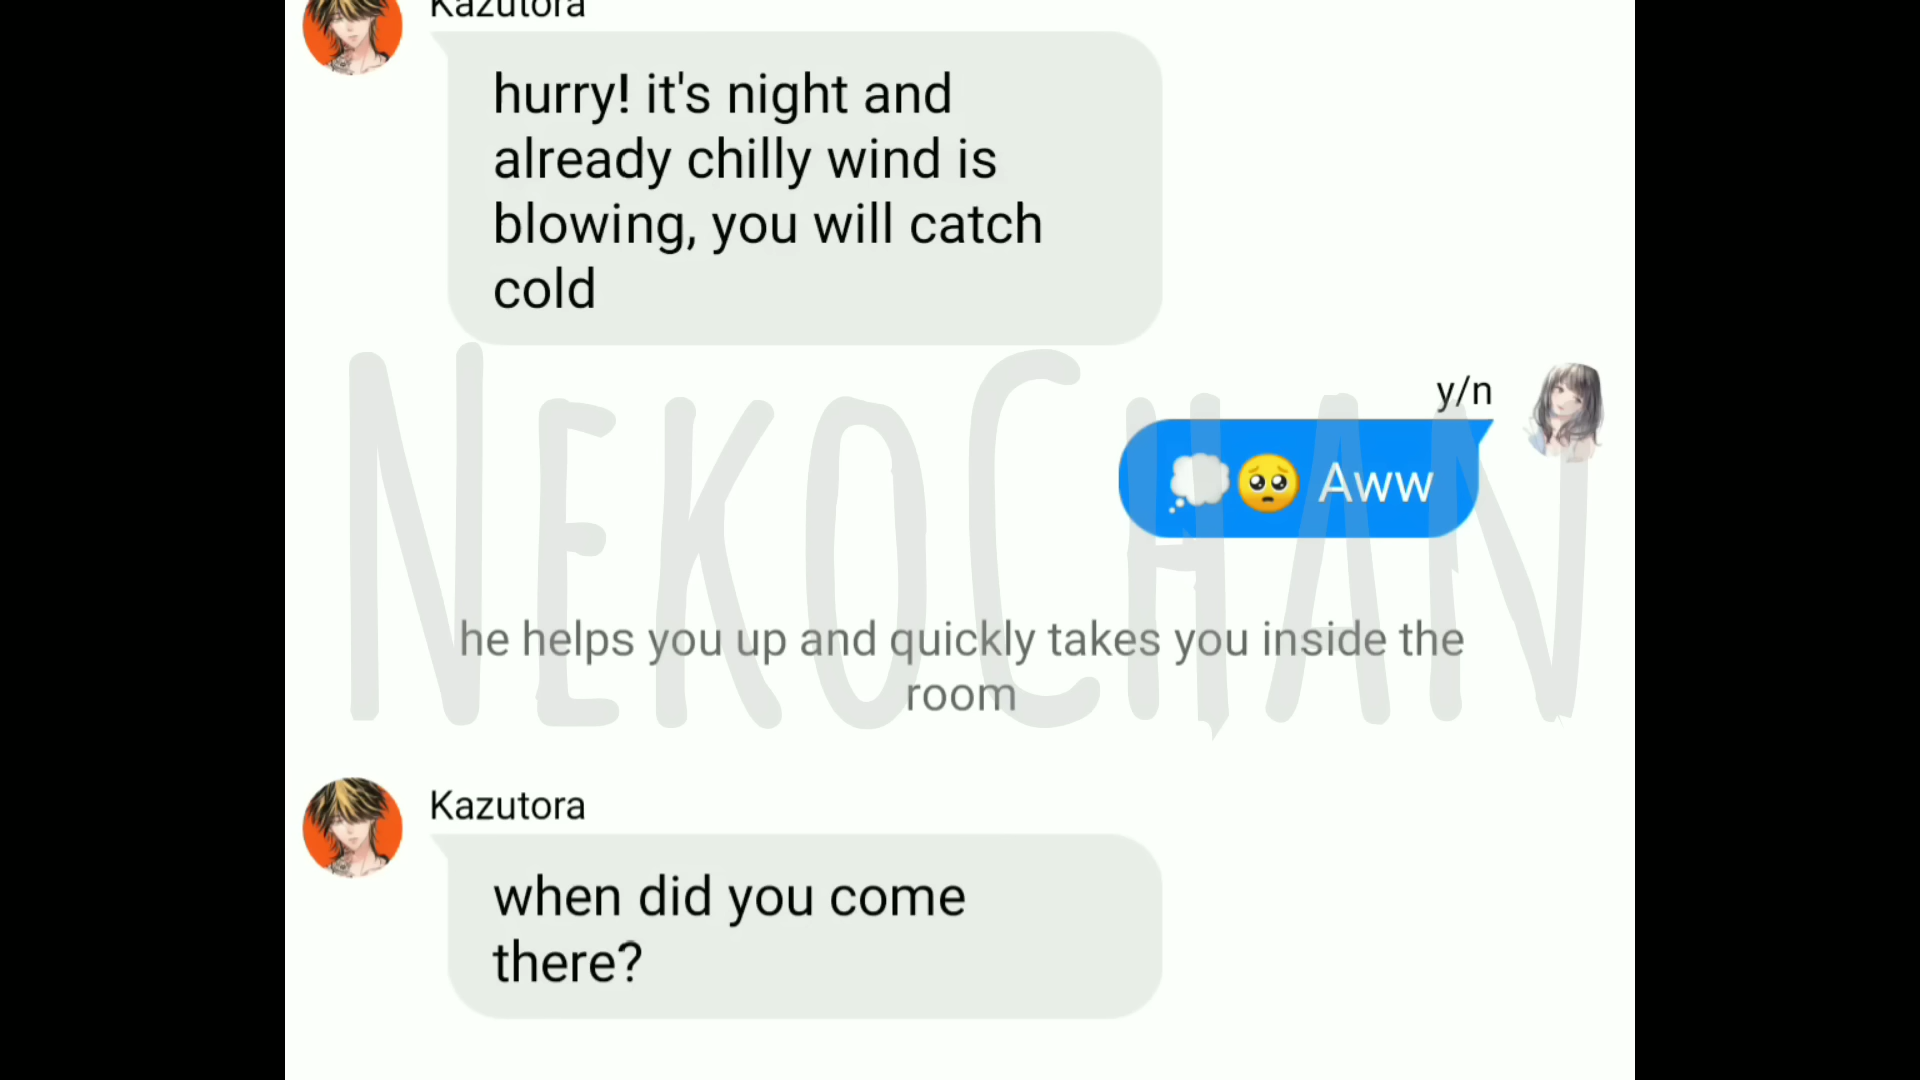 Kazutora
hurry! it's night and
already chilly wind is
blowing, you will catch
cold
y/n
💭🥺 Aww
NEKOCHAN
he helps you up and quickly takes you inside the
room
Kazutora
when did you come
there?